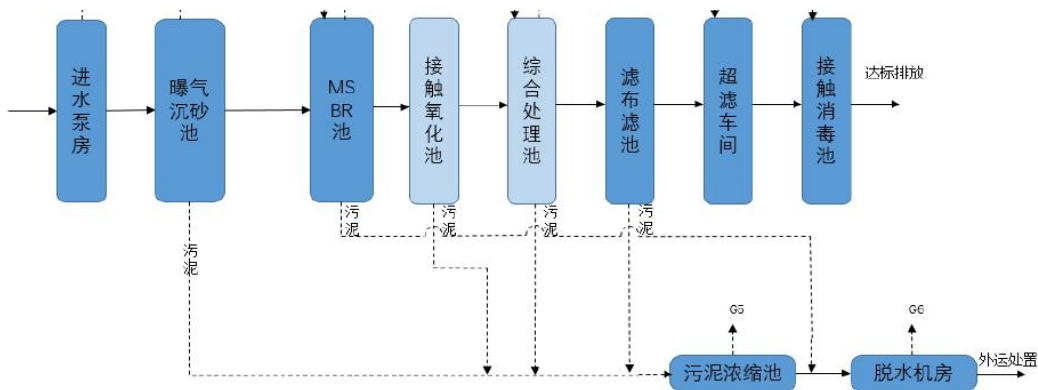 进水泵房
曝气沉砂池
MSBR池
接触氧化池
综合处理池
滤布滤池
超滤车间
接触消毒池
达标排放
污泥
污泥
污泥
污泥
污泥
G5
G6
污泥浓缩池
脱水机房
外运处置